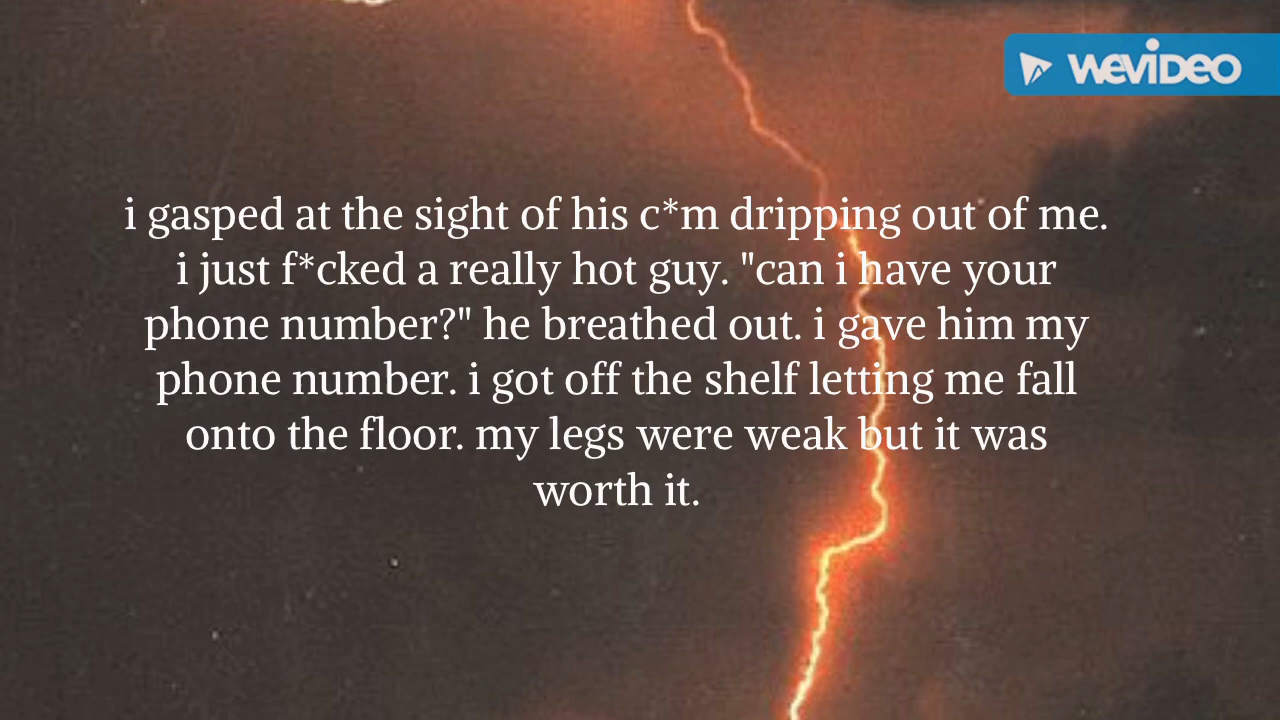 wevideo
i gasped at the sight of his c*m dripping out of me.
i just f*cked a really hot guy. "can i have your
phone number?" he breathed out. i gave him my
phone number. i got off the shelf letting me fall
onto the floor. my legs were weak but it was
worth it.